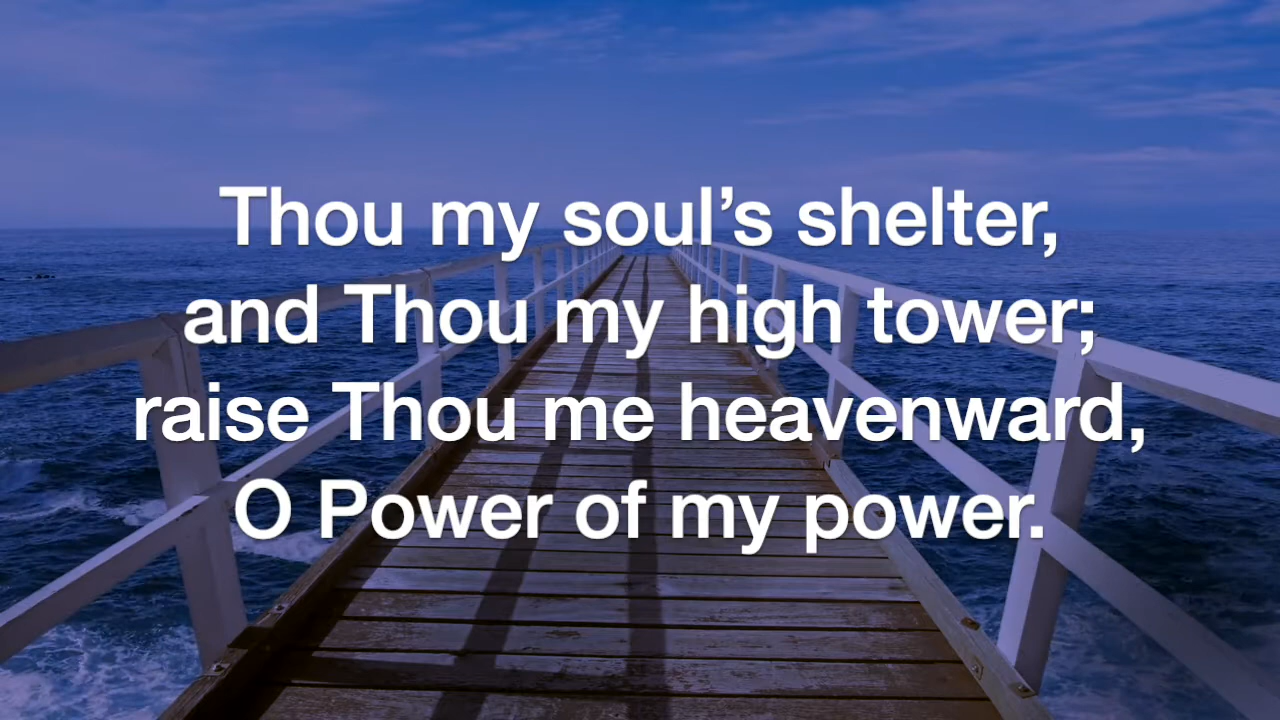 Thou my soul’s shelter,
and Thou my high tower;
raise Thou me heavenward,
O Power of my power.